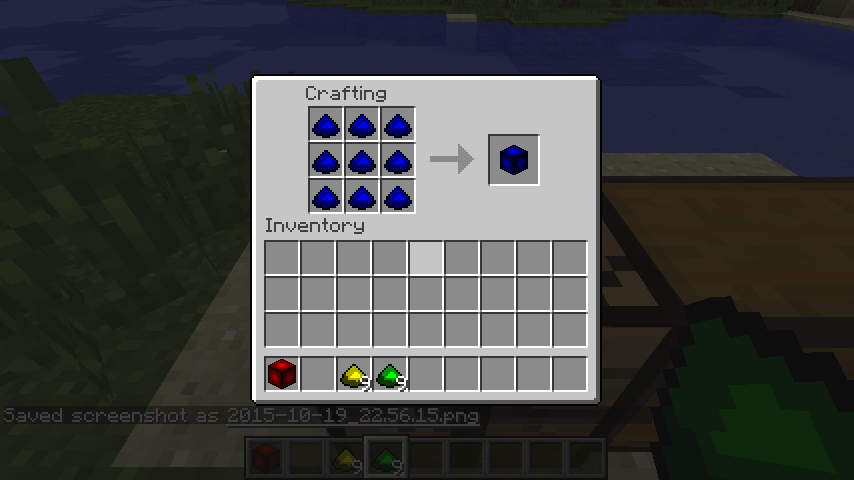 Crafting
Inventory
9 9
Saved screenshot as 2015-10-19_22.56.15.png
9 9